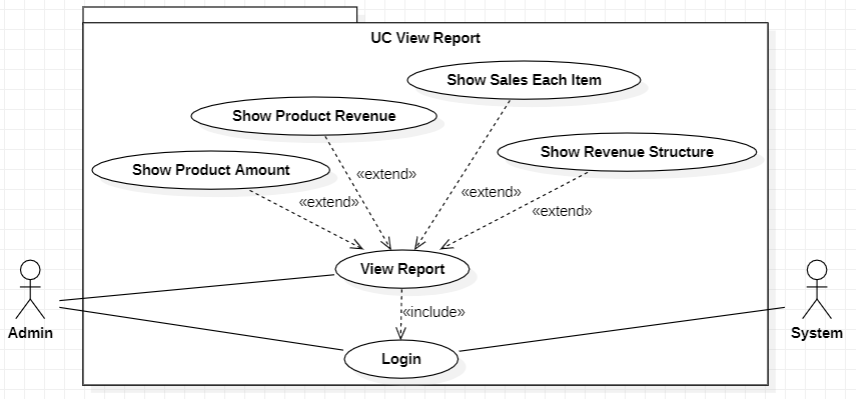 UC View Report
Show Sales Each Item
Show Product Revenue
Show Revenue Structure
Show Product Amount
«extend»
«extend»
«extend»
«extend»
View Report
«include»
Admin
System
Login